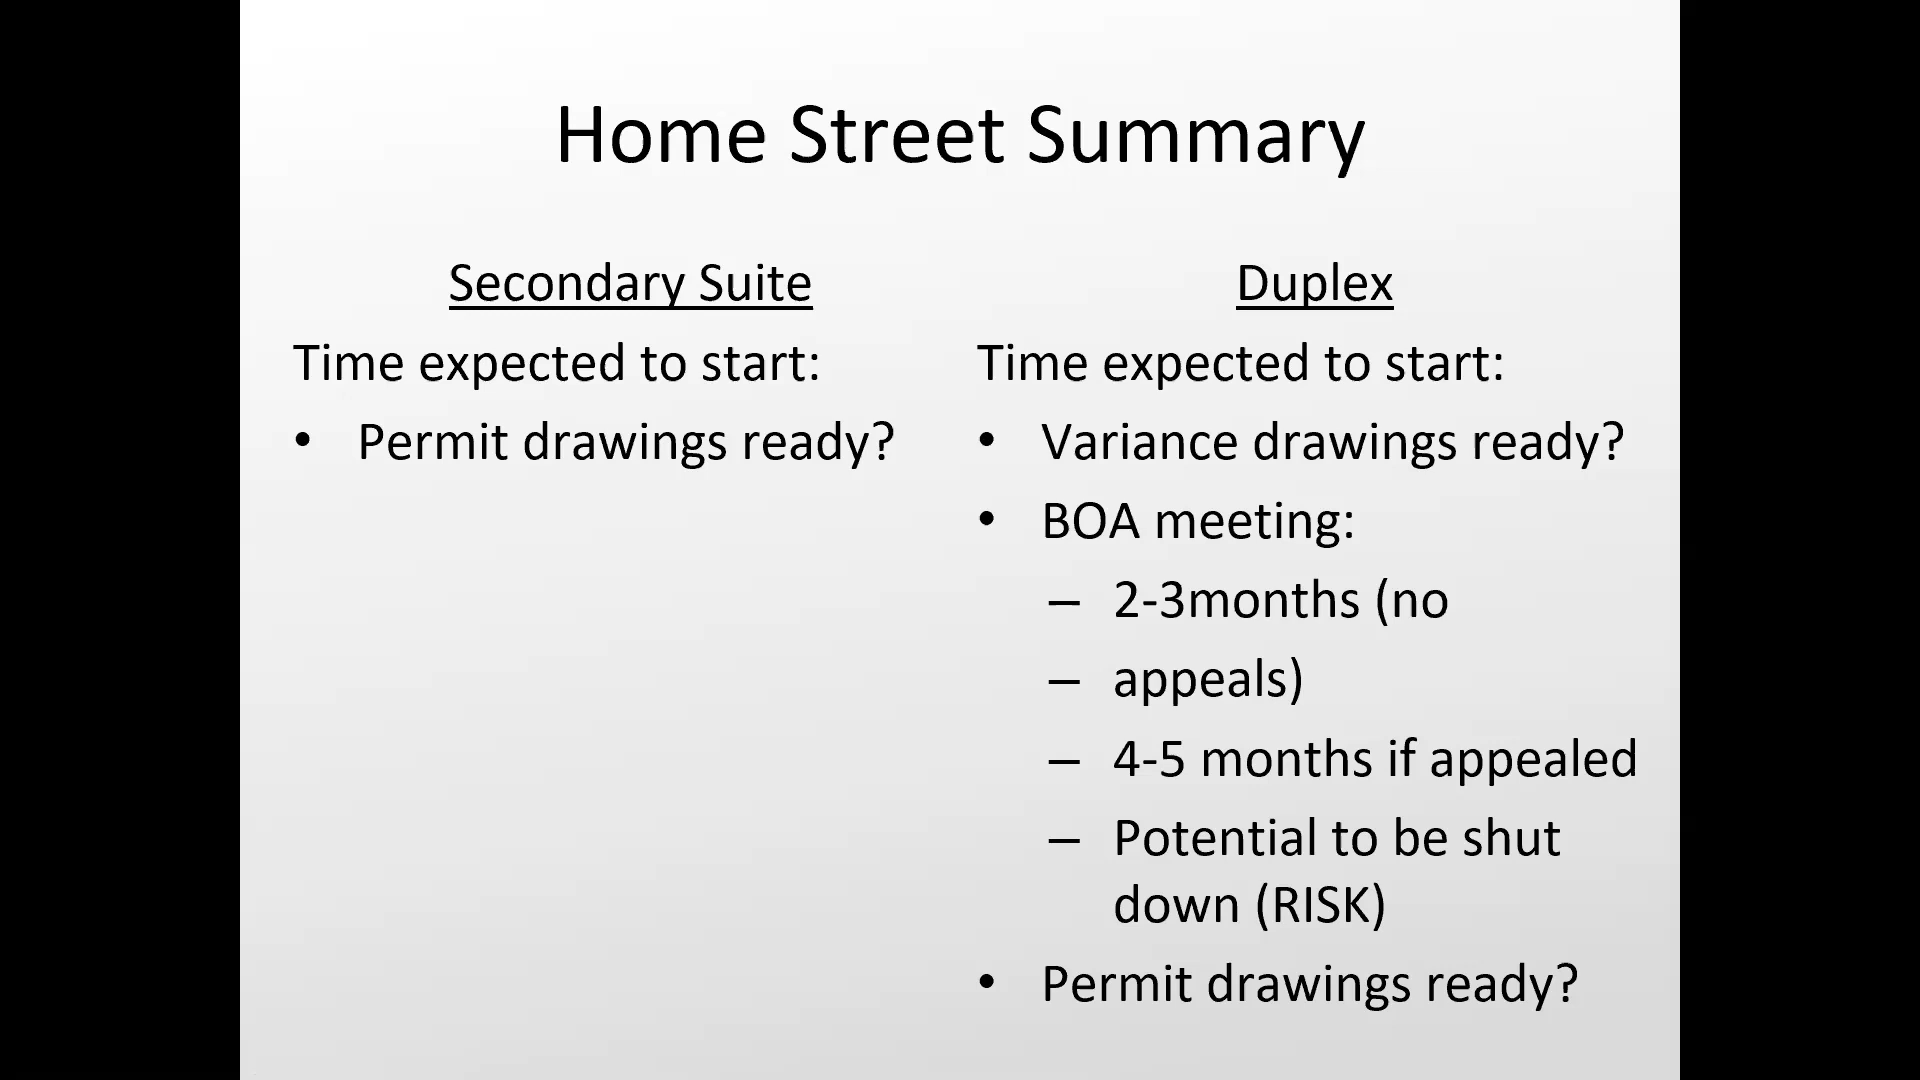 Home Street Summary
Secondary Suite
Time expected to start:
• Permit drawings ready?
Duplex
Time expected to start:
• Variance drawings ready?
• BOA meeting:
– 2-3months (no
– appeals)
– 4-5 months if appealed
– Potential to be shut
down (RISK)
• Permit drawings ready?